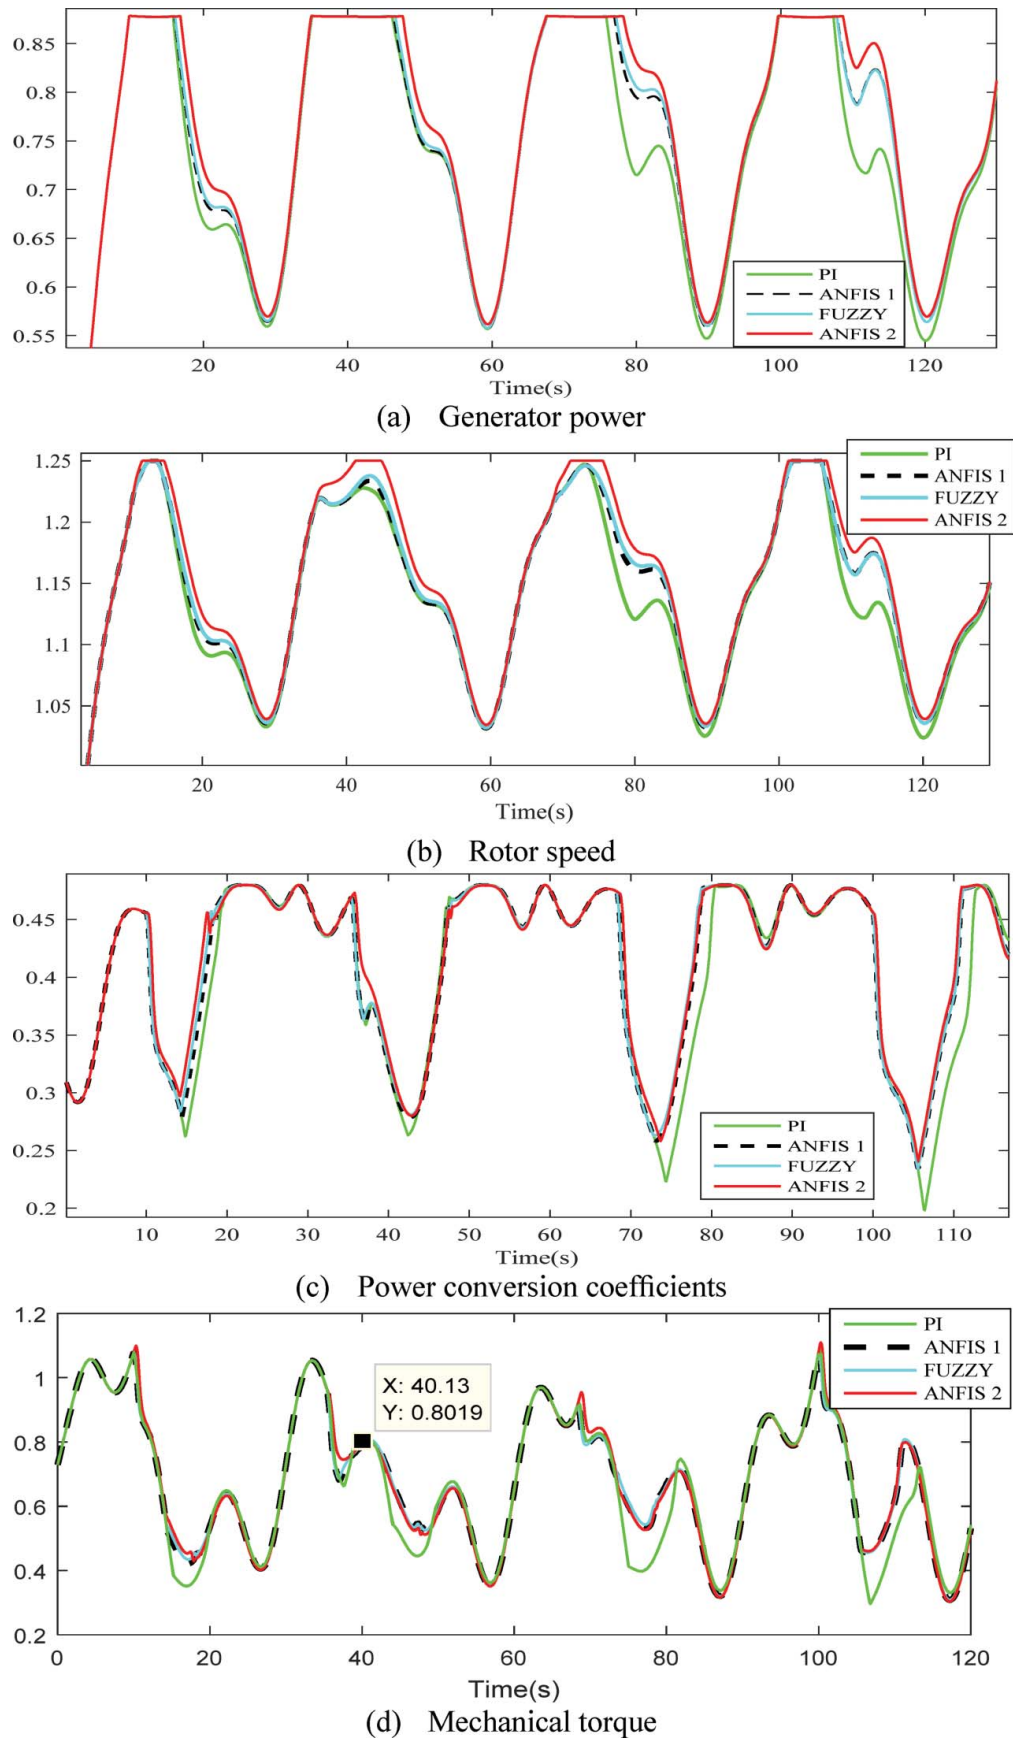 0.85
0.8
0.75
0.7
0.65
0.6
0.55
PI
ANFIS 1
FUZZY
ANFIS 2
20 40 60 80 100 120
Time(s)
(a) Generator power
1.25
1.2
1.15
1.1
1.05
PI
ANFIS 1
FUZZY
ANFIS 2
20 40 60 80 100 120
Time(s)
(b) Rotor speed
0.45
0.4
0.35
0.3
0.25
0.2
PI
ANFIS 1
FUZZY
ANFIS 2
10 20 30 40 50 60 70 80 90 100 110
Time(s)
(c) Power conversion coefficients
1.2
1
0.8
0.6
0.4
0.2
X: 40.13
Y: 0.8019
PI
ANFIS 1
FUZZY
ANFIS 2
0 20 40 60 80 100 120
Time(s)
(d) Mechanical torque